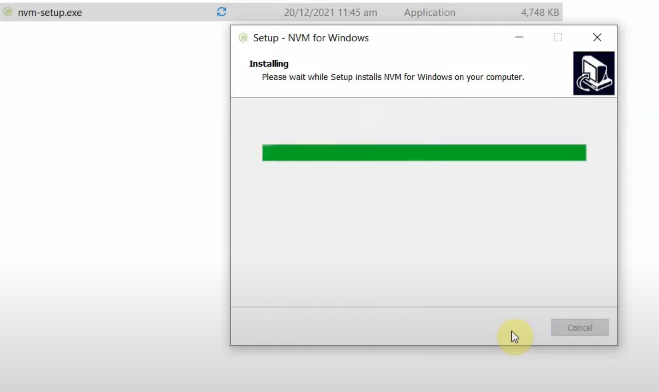 nvm-setup.exe 20/12/2021 11:45 am Application 4,748 KB
Setup - NVM for Windows
Installing
Please wait while Setup installs NVM for Windows on your computer.
Cancel